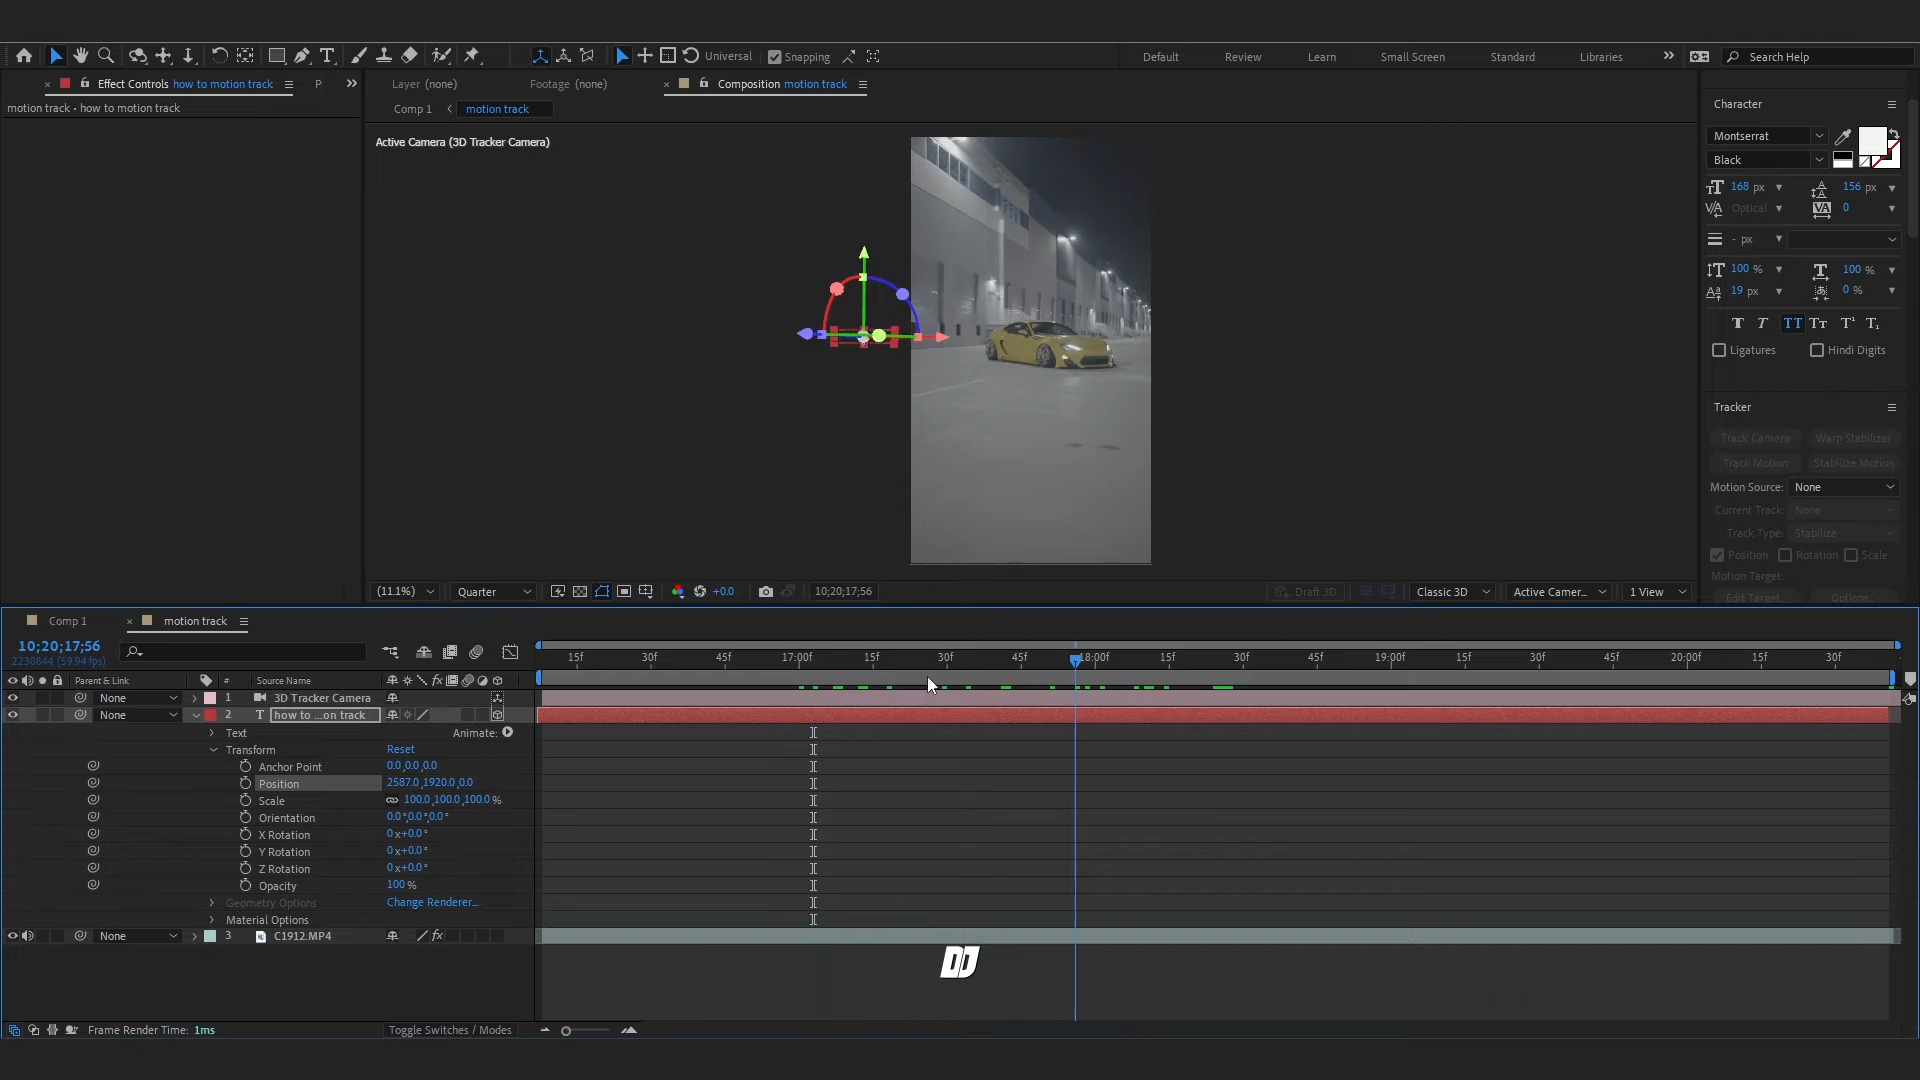 Universal
Snapping
Default
Review
Learn
Small Screen
Standard
Libraries
Search Help
Effect Controls how to motion track
P
motion track • how to motion track
Layer (none)
Footage (none)
Composition motion track
Comp 1
motion track
Active Camera (3D Tracker Camera)
Character
Montserrat
Black
168 px
156 px
Optical
0
- px
100 %
100 %
19 px
0 %
Ligatures
Hindi Digits
Tracker
Track Camera
Warp Stabilizer
Track Motion
Stabilize Motion
Motion Source: None
Current Track: None
Track Type: Stabilize
Position
Rotation
Scale
Motion Target:
Edit Target...
Options...
(11.1%)
Quarter
+0.0
10;20;17;56
Draft 3D
Classic 3D
Active Camer...
1 View
Comp 1
motion track
10;20;17;56
2230844 (59.94 fps)
15f
30f
45f
17:00f
15f
30f
45f
18:00f
15f
30f
45f
19:00f
15f
30f
45f
20:00f
15f
30f
Parent & Link
#
Source Name
None
1
3D Tracker Camera
None
2
T
how to ...on track
Text
Animate:
Transform
Reset
Anchor Point
0.0,0.0,0.0
Position
2587.0,1920.0,0.0
Scale
100.0,100.0,100.0 %
Orientation
0.0°,0.0°,0.0°
X Rotation
0x+0.0°
Y Rotation
0x+0.0°
Z Rotation
0x+0.0°
Opacity
100 %
Geometry Options
Change Renderer...
Material Options
None
3
C1912.MP4
Frame Render Time: 1ms
Toggle Switches / Modes